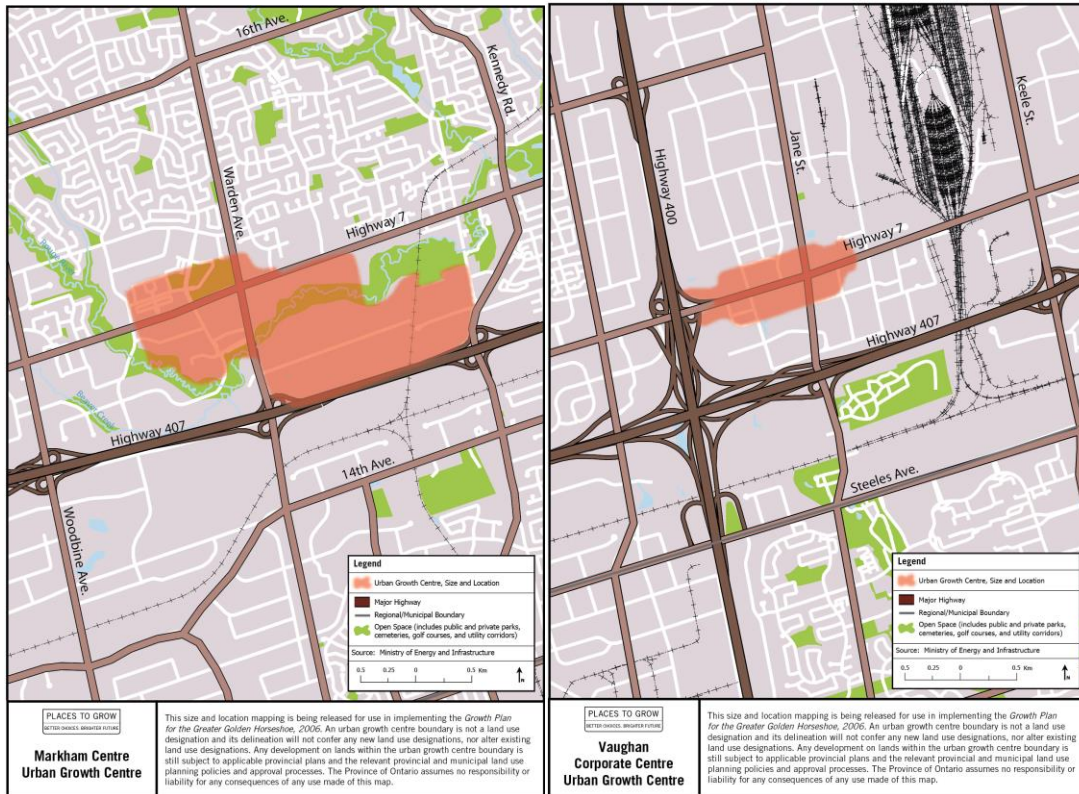 16th Ave.
Kennedy Rd.
Warden Ave.
Highway 7
Rouge River
Beaver Creek
Highway 407
14th Ave.
Woodbine Ave.
Legend
Urban Growth Centre, Size and Location
Major Highway
Regional/Municipal Boundary
Open Space (includes public and private parks,
cemeteries, golf courses, and utility corridors)
Source: Ministry of Energy and Infrastructure
0.5 0.25 0 0.5 Km
N
PLACES TO GROW
BETTER CHOICES. BRIGHTER FUTURE.
Markham Centre
Urban Growth Centre
This size and location mapping is being released for use in implementing the Growth Plan
for the Greater Golden Horseshoe, 2006. An urban growth centre boundary is not a land use
designation and its delineation will not confer any new land use designations, nor alter existing
land use designations. Any development on lands within the urban growth centre boundary is
still subject to applicable provincial plans and the relevant provincial and municipal land use
planning policies and approval processes. The Province of Ontario assumes no responsibility or
liability for any consequences of any use made of this map.
Keele St.
Jane St.
Highway 400
Highway 7
Highway 407
Steeles Ave.
Legend
Urban Growth Centre, Size and Location
Major Highway
Regional/Municipal Boundary
Open Space (includes public and private parks,
cemeteries, golf courses, and utility corridors)
Source: Ministry of Energy and Infrastructure
0.5 0.25 0 0.5 Km
N
PLACES TO GROW
BETTER CHOICES. BRIGHTER FUTURE.
Vaughan
Corporate Centre
Urban Growth Centre
This size and location mapping is being released for use in implementing the Growth Plan
for the Greater Golden Horseshoe, 2006. An urban growth centre boundary is not a land use
designation and its delineation will not confer any new land use designations, nor alter existing
land use designations. Any development on lands within the urban growth centre boundary is
still subject to applicable provincial plans and the relevant provincial and municipal land use
planning policies and approval processes. The Province of Ontario assumes no responsibility or
liability for any consequences of any use made of this map.